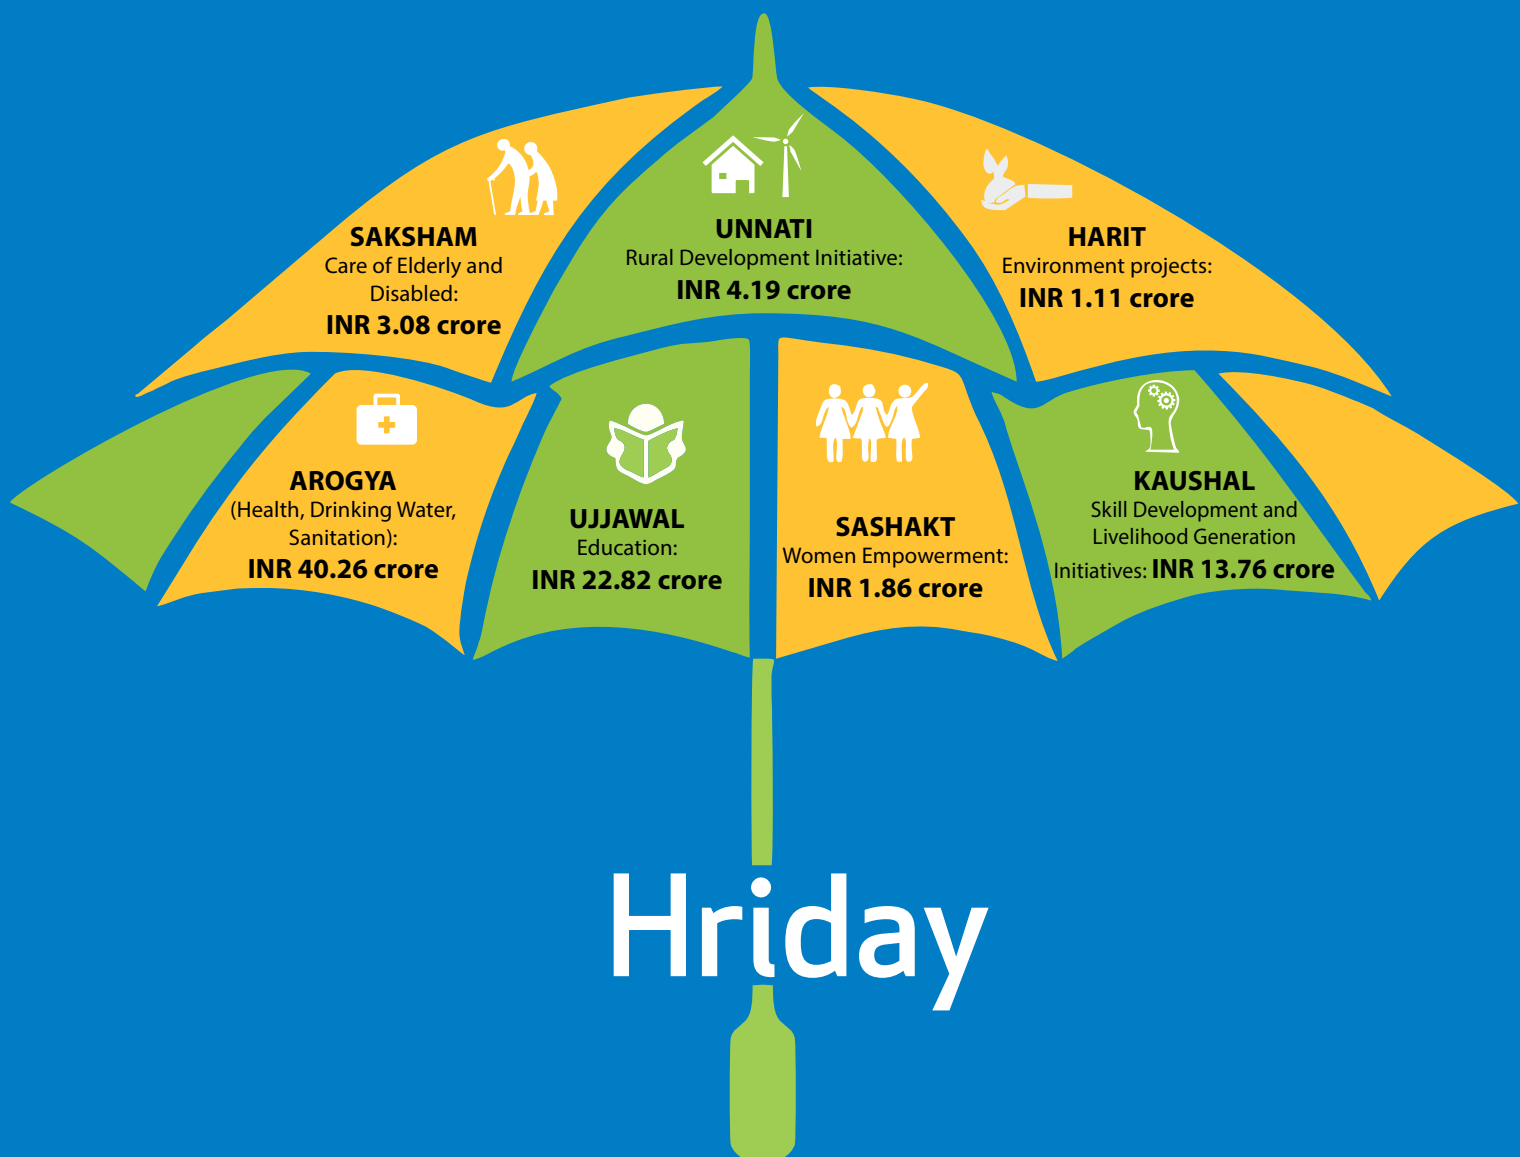 SAKSHAM
Care of Elderly and
Disabled:
INR 3.08 crore
UNNATI
Rural Development Initiative:
INR 4.19 crore
HARIT
Environment projects:
INR 1.11 crore
AROGYA
(Health, Drinking Water,
Sanitation):
INR 40.26 crore
UJJAWAL
Education:
INR 22.82 crore
SASHAKT
Women Empowerment:
INR 1.86 crore
KAUSHAL
Skill Development and
Livelihood Generation
Initiatives: INR 13.76 crore
Hriday